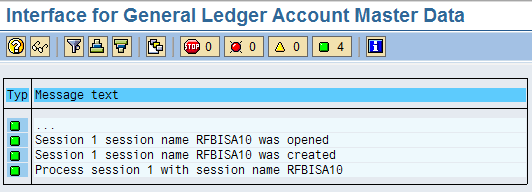 Interface for General Ledger Account Master Data
STOP 0 0 0 4
Typ Message text
...
Session 1 session name RFBISA10 was opened
Session 1 session name RFBISA10 was created
Process session 1 with session name RFBISA10